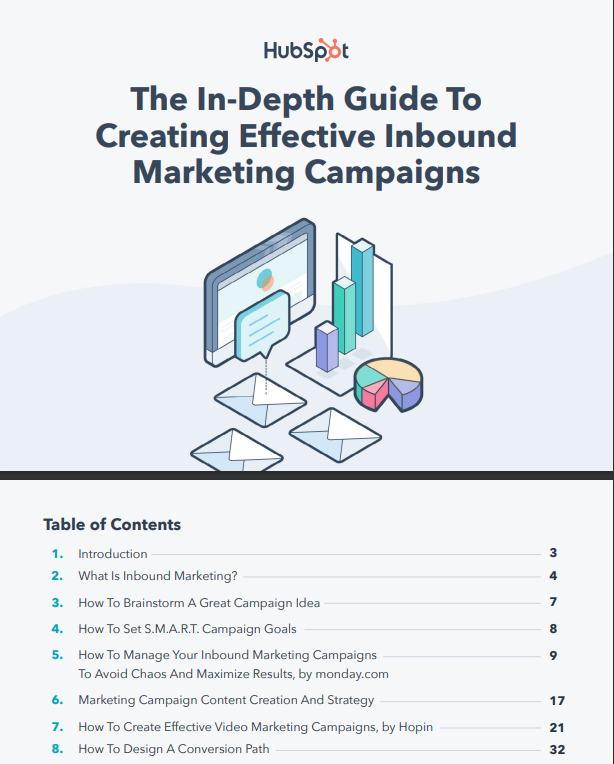 HubSpot
The In-Depth Guide To
Creating Effective Inbound
Marketing Campaigns
Table of Contents
1. Introduction 3
2. What Is Inbound Marketing? 4
3. How To Brainstorm A Great Campaign Idea 7
4. How To Set S.M.A.R.T. Campaign Goals 8
5. How To Manage Your Inbound Marketing Campaigns 9
To Avoid Chaos And Maximize Results, by monday.com
6. Marketing Campaign Content Creation And Strategy 17
7. How To Create Effective Video Marketing Campaigns, by Hopin 21
8. How To Design A Conversion Path 32